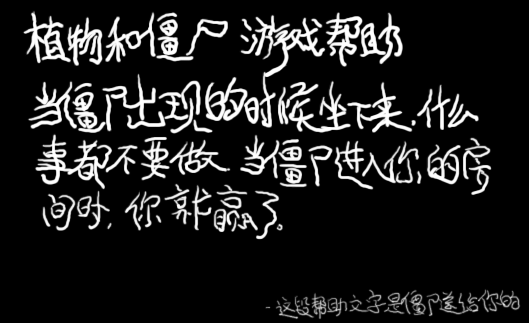 植物和僵尸 游戏帮助
当僵尸出现的时候坐下来.什么
事都不要做 当僵尸进入你的房
间时,你就赢了。
-这段帮助文字是僵尸送给你的